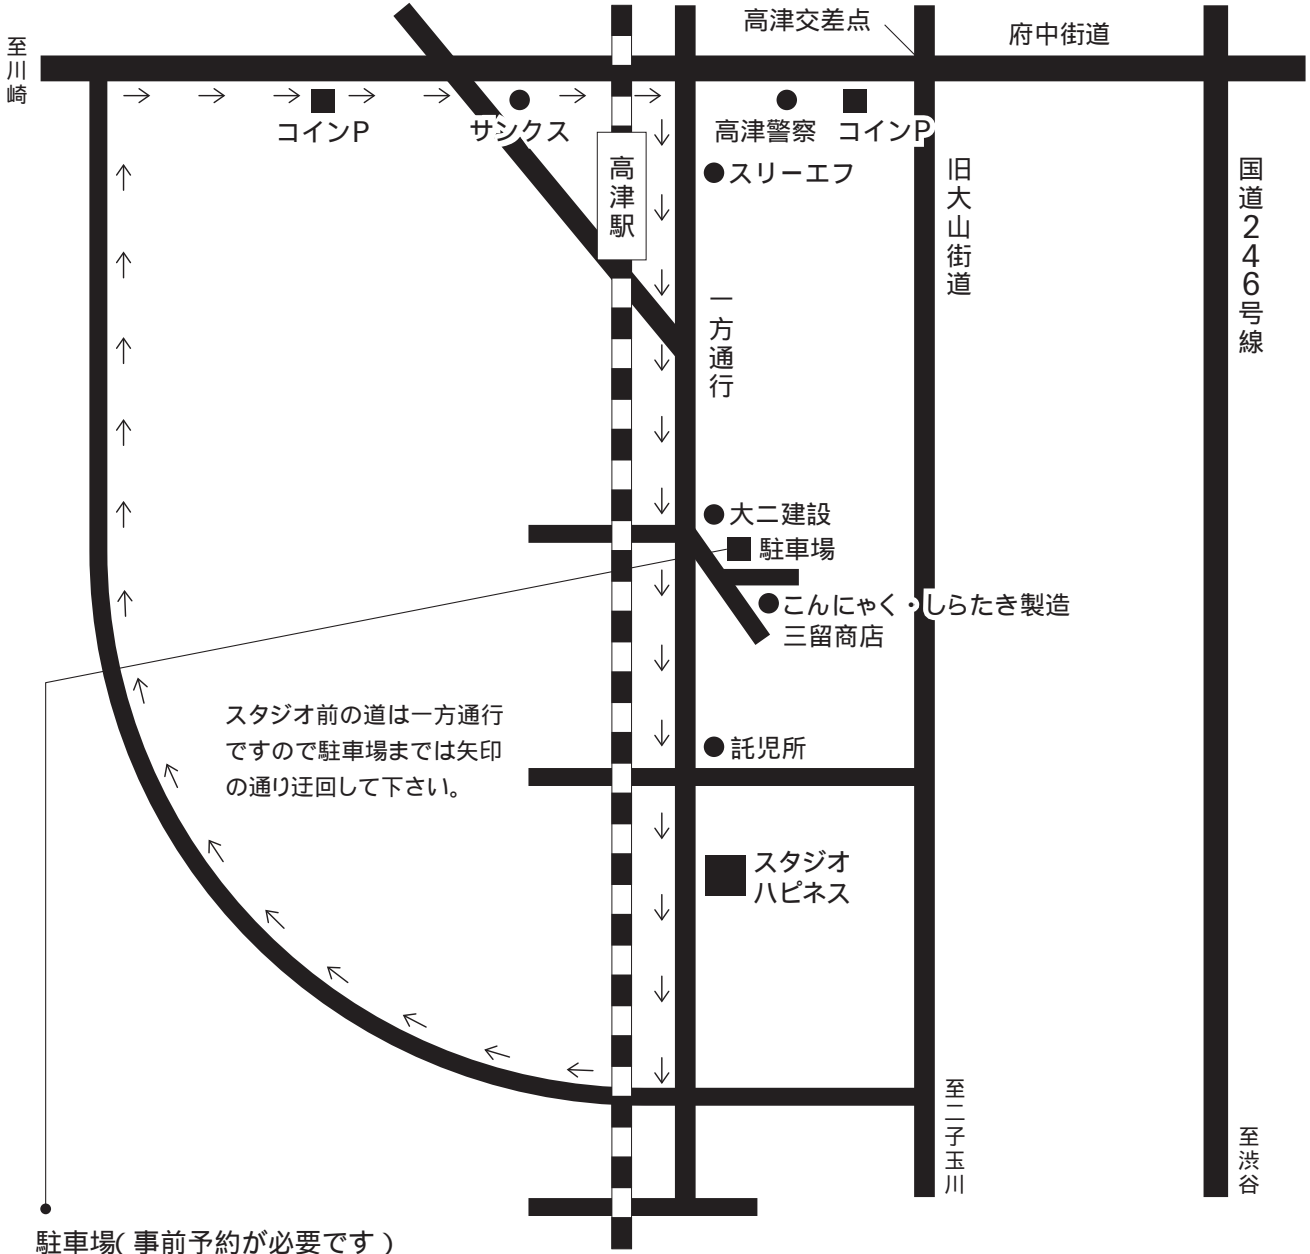 高津交差点
府中街道
至川崎
コインP
サンクス
高津警察
コインP
高津駅
スリーエフ
旧大山街道
国道246号線
一方通行
大二建設
駐車場
こんにゃく・しらたき製造
三留商店
スタジオ前の道は一方通行
ですので駐車場までは矢印
の通り迂回して下さい。
託児所
スタジオ
ハピネス
至二子玉川
至渋谷
駐車場(事前予約が必要です)